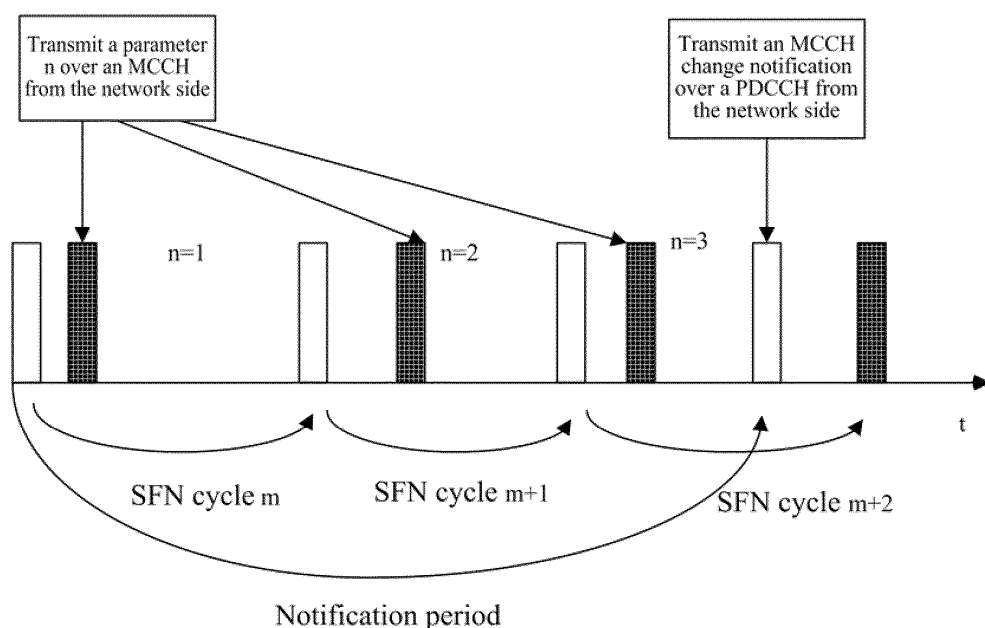 Transmit a parameter
n over an MCCH
from the network side
Transmit an MCCH
change notification
over a PDCCH from
the network side
n=1
n=2
n=3
t
SFN cycle m
SFN cycle m+1
SFN cycle m+2
Notification period